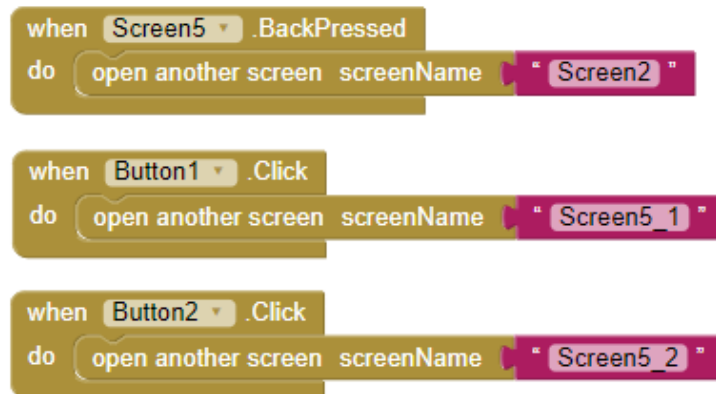 when Screen5 .BackPressed
do open another screen screenName " Screen2 "
when Button1 .Click
do open another screen screenName " Screen5_1 "
when Button2 .Click
do open another screen screenName " Screen5_2 "